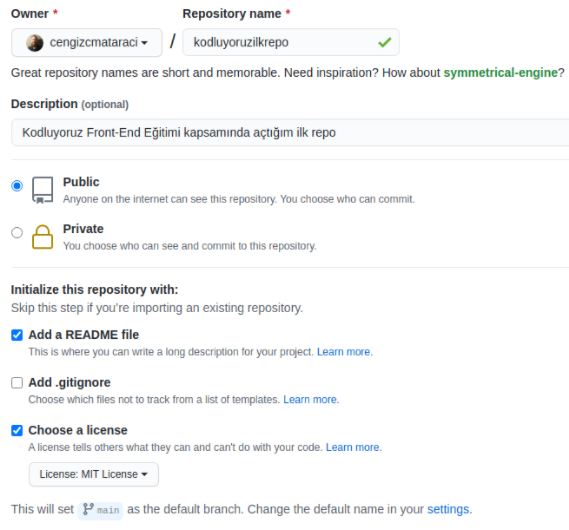 Owner * Repository name *
cengizcmataraci / kodluyoruzilkrepo
Great repository names are short and memorable. Need inspiration? How about symmetrical-engine?
Description (optional)
Kodluyoruz Front-End Eğitimi kapsamında açtığım ilk repo
Public
Anyone on the internet can see this repository. You choose who can commit.
Private
You choose who can see and commit to this repository.
Initialize this repository with:
Skip this step if you're importing an existing repository.
Add a README file
This is where you can write a long description for your project. Learn more.
Add .gitignore
Choose which files not to track from a list of templates. Learn more.
Choose a license
A license tells others what they can and can't do with your code. Learn more.
License: MIT License
This will set main as the default branch. Change the default name in your settings.